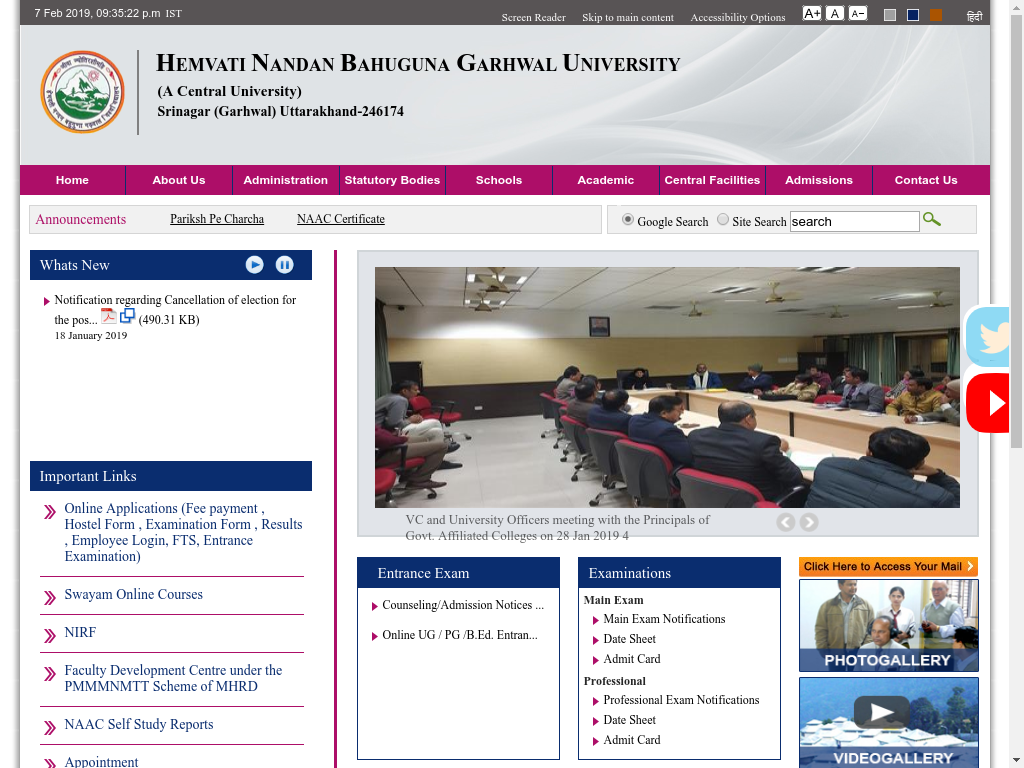 7 Feb 2019, 09:35:22 p.m IST
Screen Reader Skip to main content Accessibility Options A+ A A- हिंदी
Hemvati Nandan Bahuguna Garhwal University
(A Central University)
Srinagar (Garhwal) Uttarakhand-246174
Home About Us Administration Statutory Bodies Schools Academic Central Facilities Admissions Contact Us
Announcements Pariksh Pe Charcha NAAC Certificate
Google Search Site Search search
Whats New
Notification regarding Cancellation of election for
the pos... (490.31 KB)
18 January 2019
VC and University Officers meeting with the Principals of
Govt. Affiliated Colleges on 28 Jan 2019 4
Important Links
Online Applications (Fee payment ,
Hostel Form , Examination Form , Results
, Employee Login, FTS, Entrance
Examination)
Swayam Online Courses
NIRF
Faculty Development Centre under the
PMMMNMTT Scheme of MHRD
NAAC Self Study Reports
Appointment
Entrance Exam
Counseling/Admission Notices ...
Online UG / PG /B.Ed. Entran...
Examinations
Main Exam
Main Exam Notifications
Date Sheet
Admit Card
Professional
Professional Exam Notifications
Date Sheet
Admit Card
Click Here to Access Your Mail
PHOTOGALLERY
VIDEOGALLERY